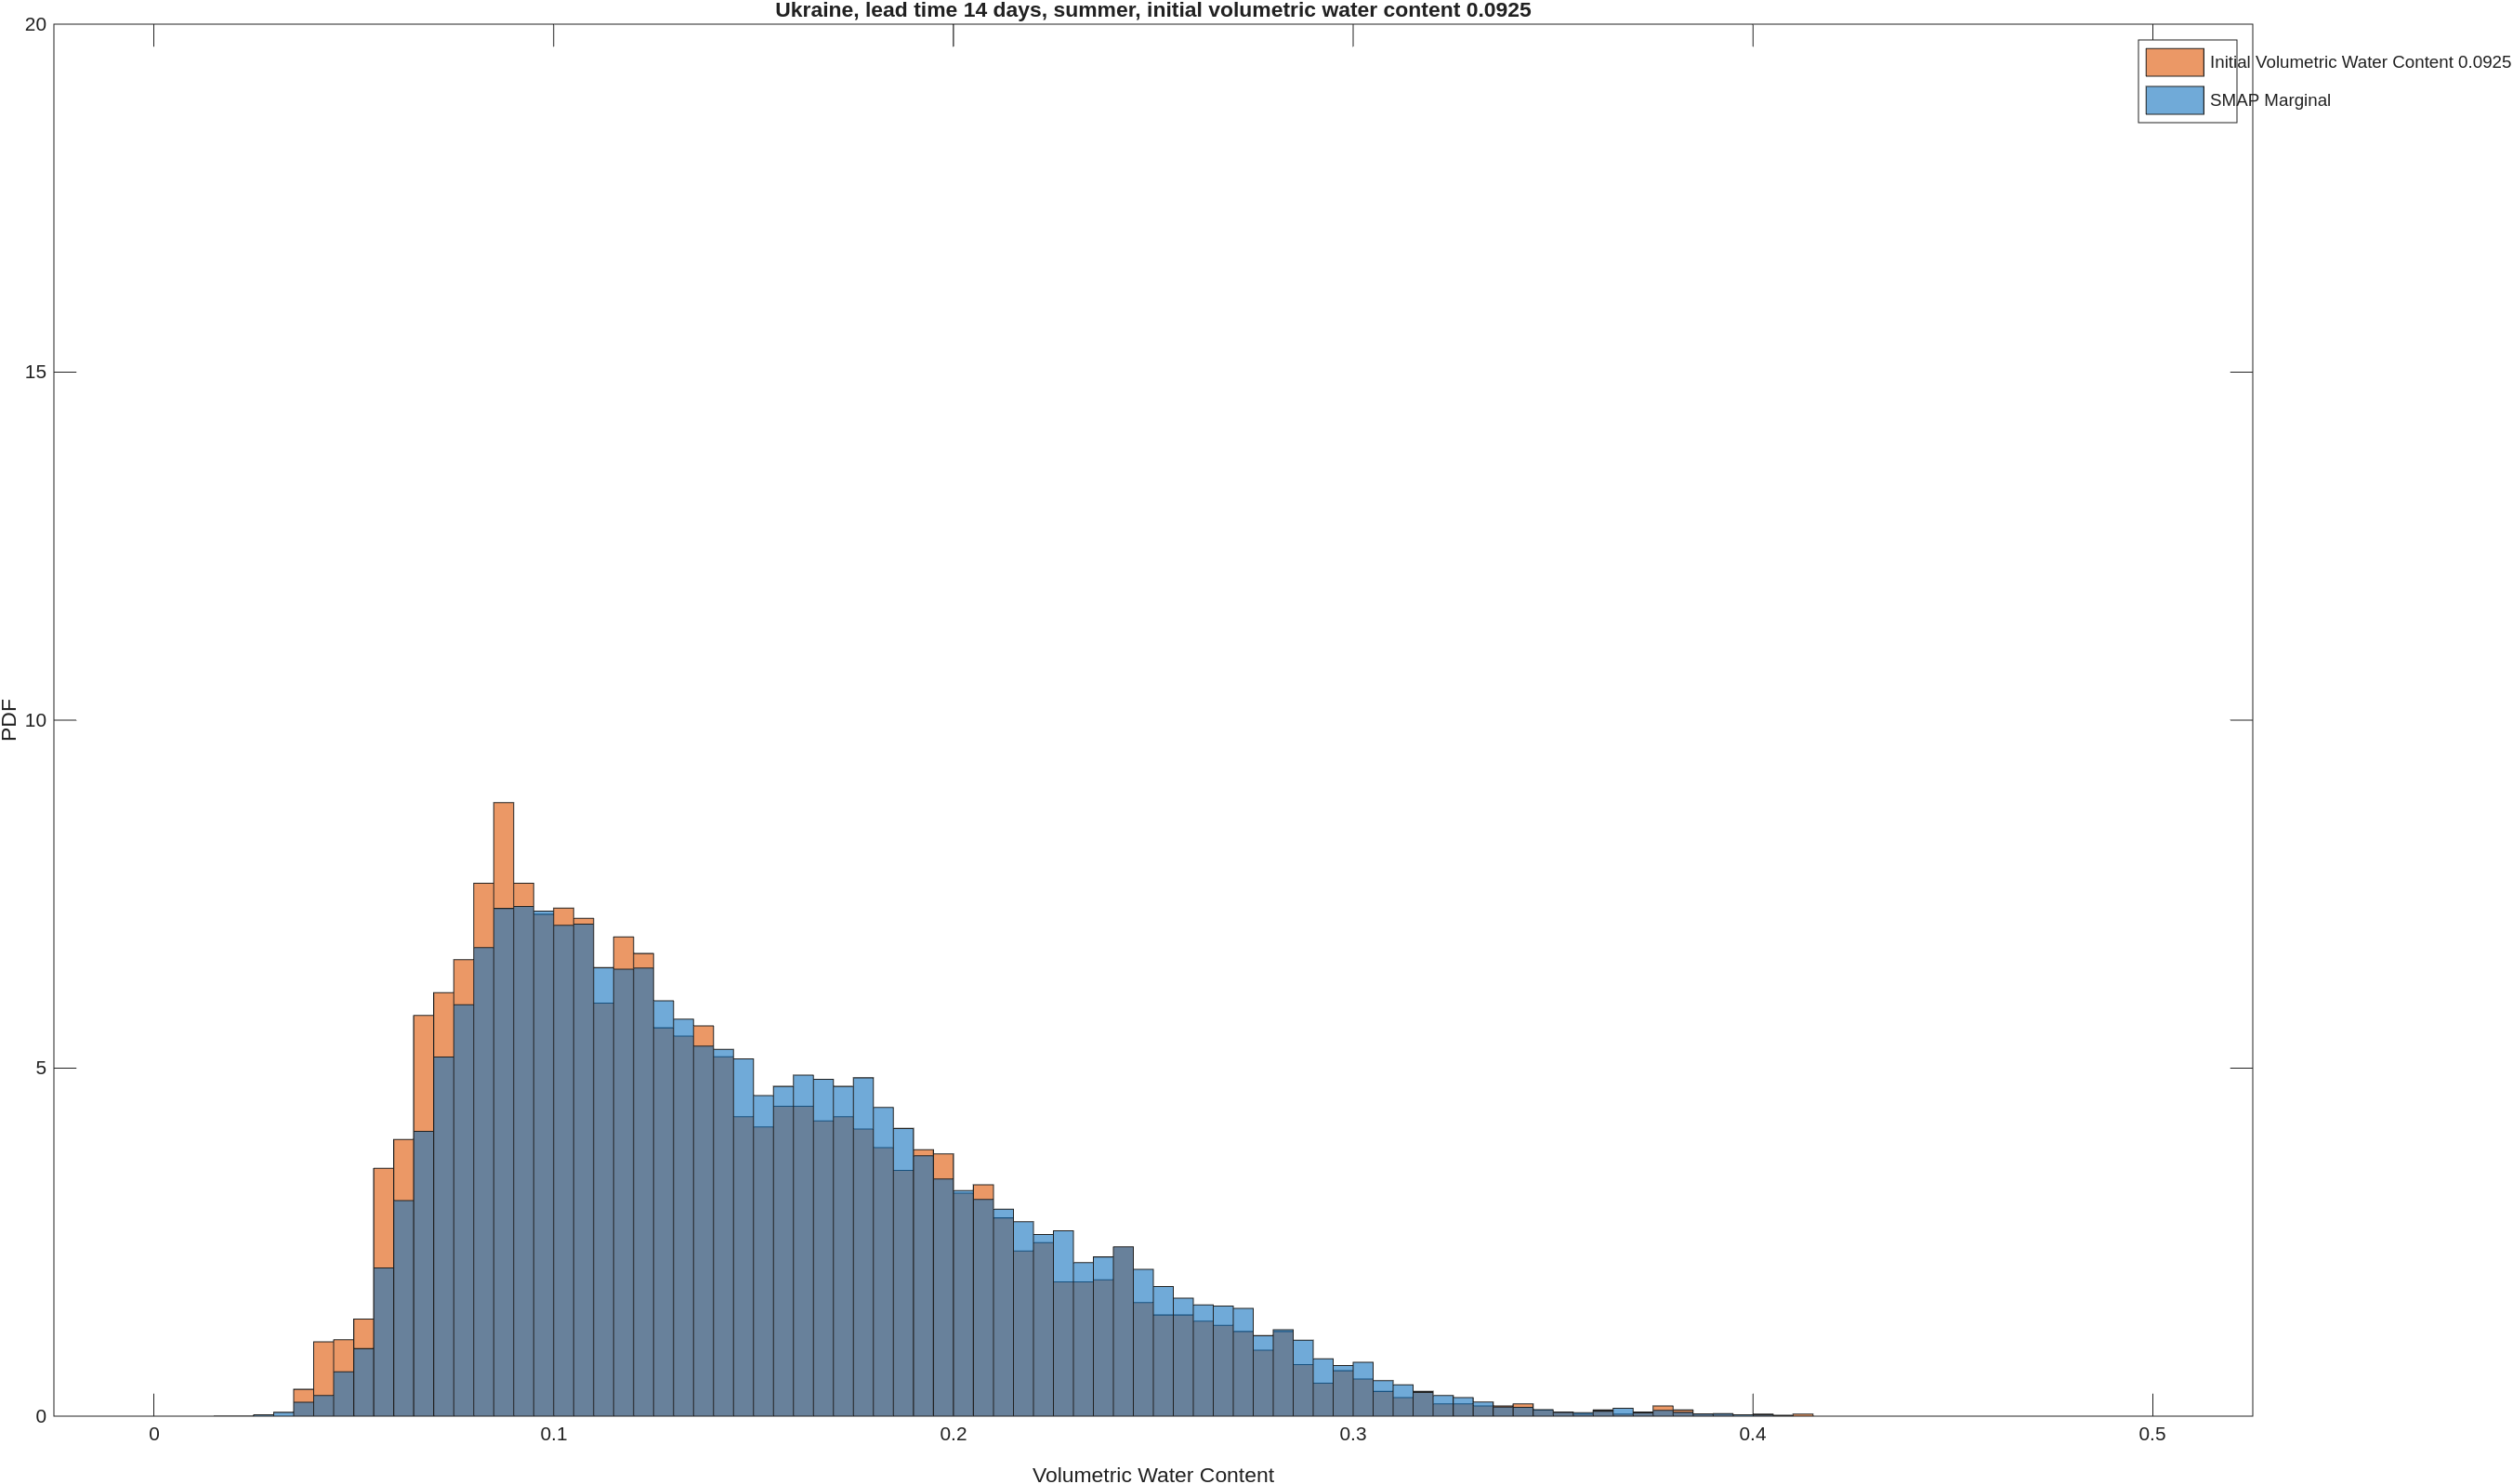 Ukraine, lead time 14 days, summer, initial volumetric water content 0.0925
20
15
10
5
0
PDF
Initial Volumetric Water Content 0.0925
SMAP Marginal
0 0.1 0.2 0.3 0.4 0.5
Volumetric Water Content